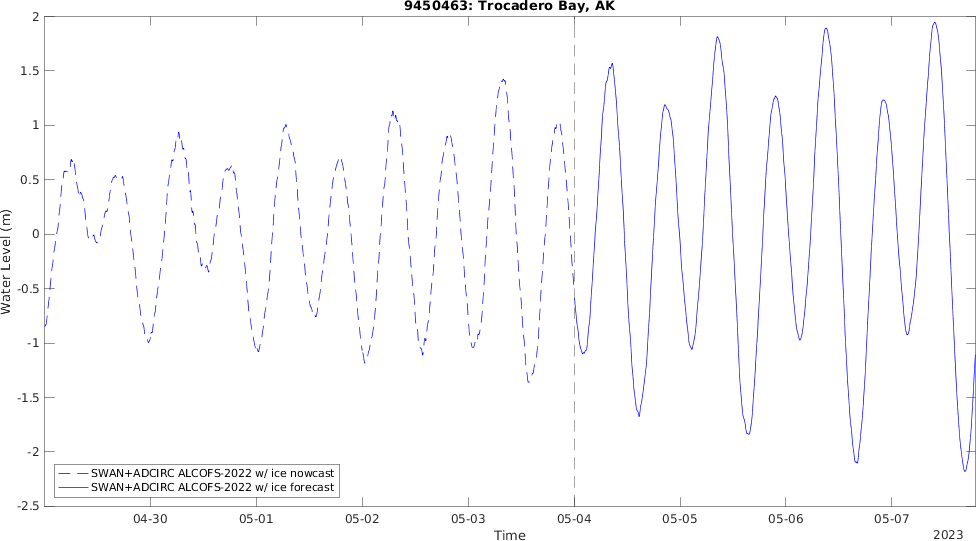 9450463: Trocadero Bay, AK
Water Level (m)
2
1.5
1
0.5
0
-0.5
-1
-1.5
-2
-2.5
SWAN+ADCIRC ALCOFS-2022 w/ ice nowcast
SWAN+ADCIRC ALCOFS-2022 w/ ice forecast
04-30 05-01 05-02 05-03 05-04 05-05 05-06 05-07
Time
2023